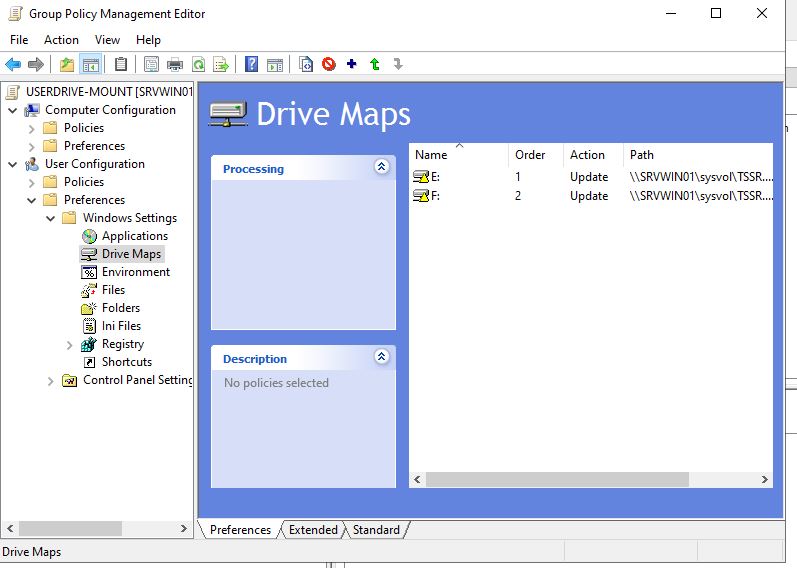 Group Policy Management Editor
File Action View Help
USERDRIVE-MOUNT [SRVWIN01
Computer Configuration
Policies
Preferences
User Configuration
Policies
Preferences
Windows Settings
Applications
Drive Maps
Environment
Files
Folders
Ini Files
Registry
Shortcuts
Control Panel Setting
Drive Maps
Processing
Description
No policies selected
Name Order Action Path
E: 1 Update \\SRVWIN01\sysvol\TSSR....
F: 2 Update \\SRVWIN01\sysvol\TSSR....
Preferences Extended Standard
Drive Maps